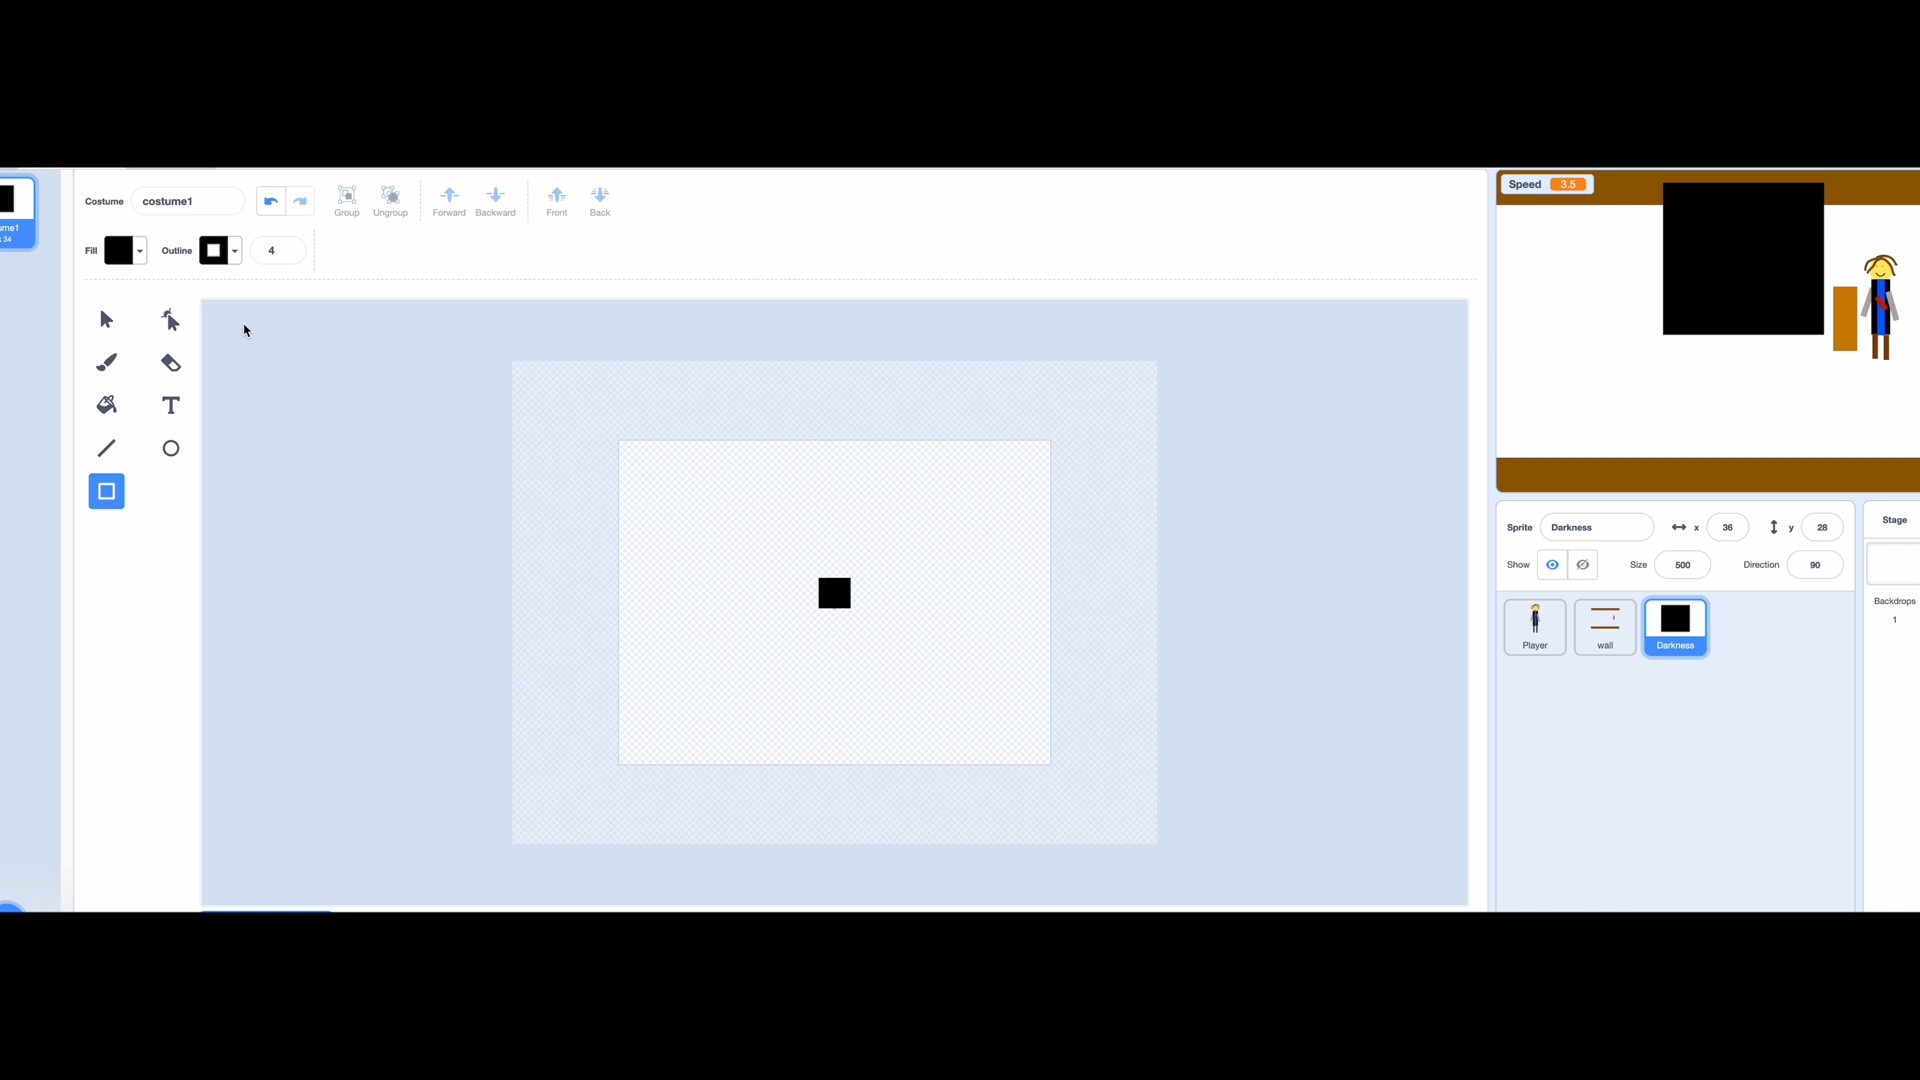 Costume
costume1
Group
Ungroup
Forward
Backward
Front
Back
Fill
Outline
4
Speed
3.5
Sprite
Darkness
x
36
y
28
Show
Size
500
Direction
90
Player
wall
Darkness
Stage
Backdrops
1